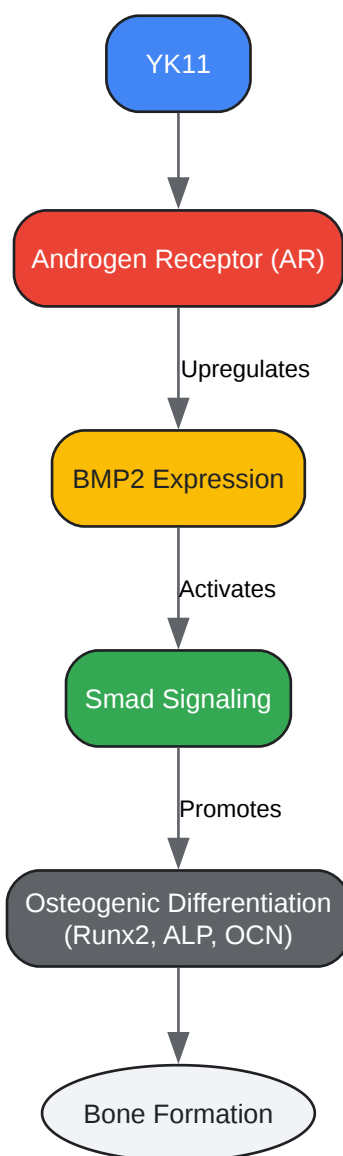 YK11
Androgen Receptor (AR)
Upregulates
BMP2 Expression
Activates
Smad Signaling
Promotes
Osteogenic Differentiation
(Runx2, ALP, OCN)
Bone Formation